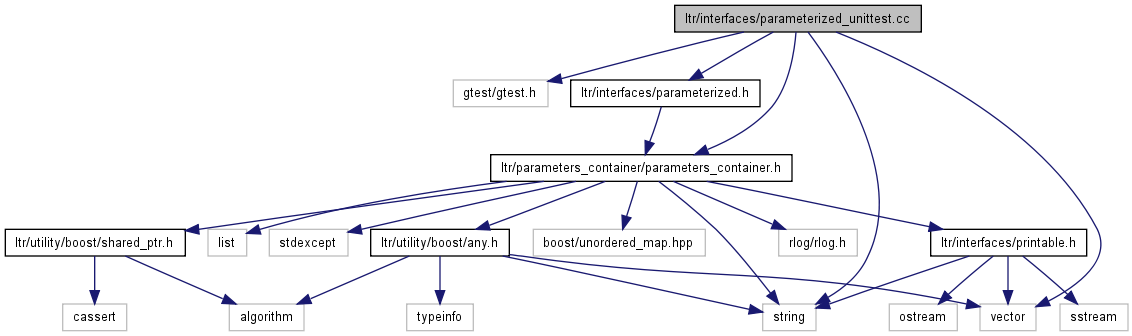 ltr/interfaces/parameterized_unittest.cc
gtest/gtest.h
ltr/interfaces/parameterized.h
ltr/parameters_container/parameters_container.h
ltr/utility/boost/shared_ptr.h
list
stdexcept
ltr/utility/boost/any.h
boost/unordered_map.hpp
rlog/rlog.h
ltr/interfaces/printable.h
cassert
algorithm
typeinfo
string
ostream
vector
sstream